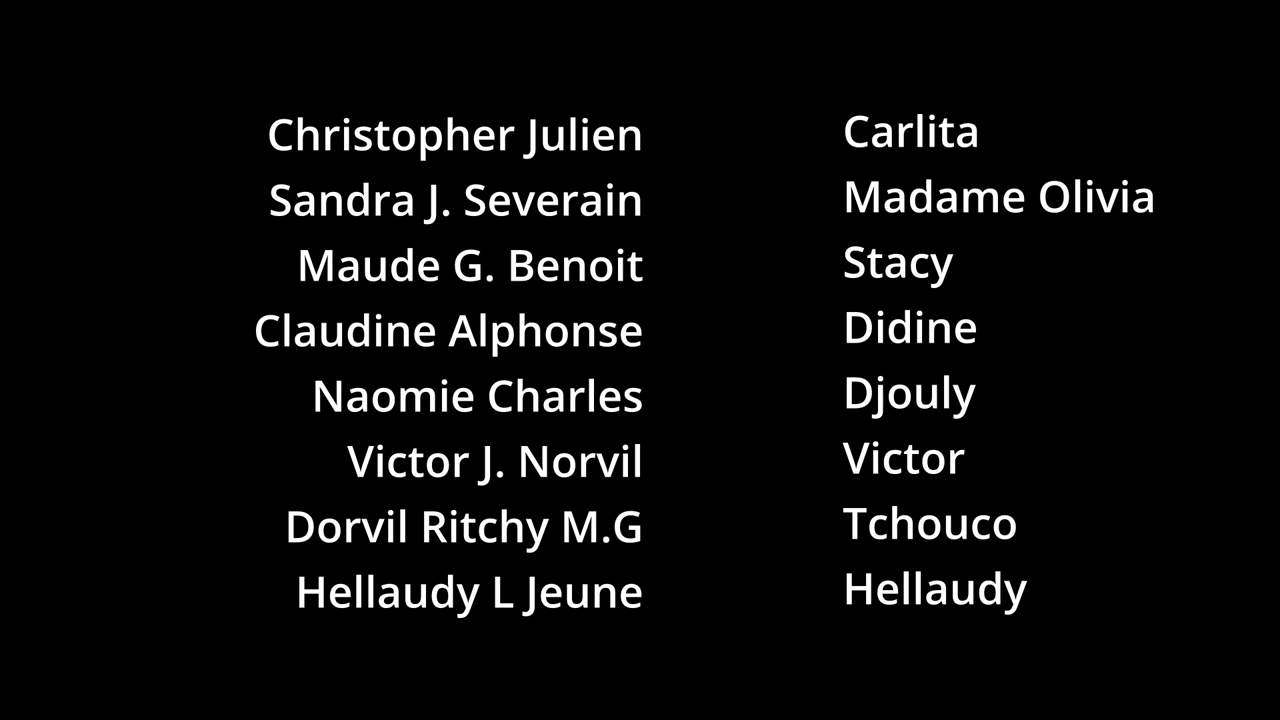 Christopher Julien Carlita
Sandra J. Severain Madame Olivia
Maude G. Benoit Stacy
Claudine Alphonse Didine
Naomie Charles Djouly
Victor J. Norvil Victor
Dorvil Ritchy M.G Tchouco
Hellaudy L Jeune Hellaudy